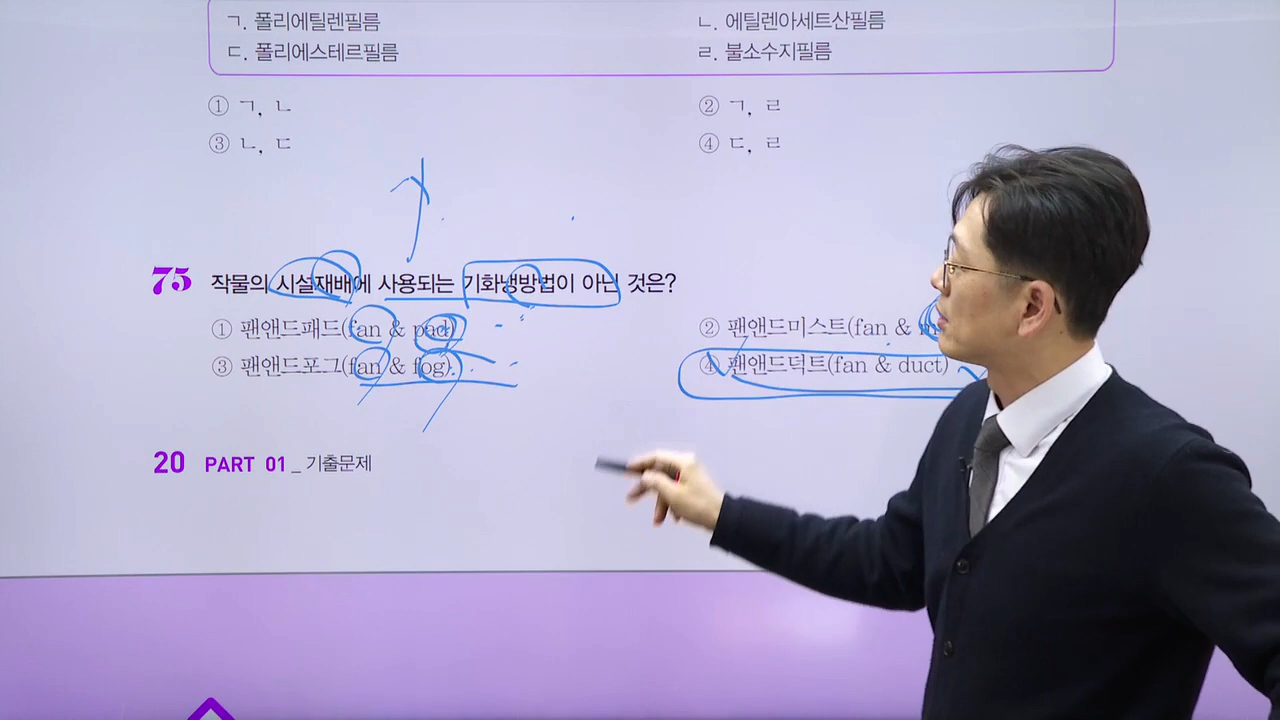 ㄱ. 폴리에틸렌필름 ㄴ. 에틸렌아세트산필름
ㄷ. 폴리에스테르필름 ㄹ. 불소수지필름
① ㄱ, ㄴ ② ㄱ, ㄹ
③ ㄴ, ㄷ ④ ㄷ, ㄹ
75 작물의 시설재배에 사용되는 기화냉방법이 아닌 것은?
① 팬앤드패드(fan & pad) ② 팬앤드미스트(fan &
③ 팬앤드포그(fan & fog) ④ 팬앤드덕트(fan & duct)
20 PART 01 _ 기출문제